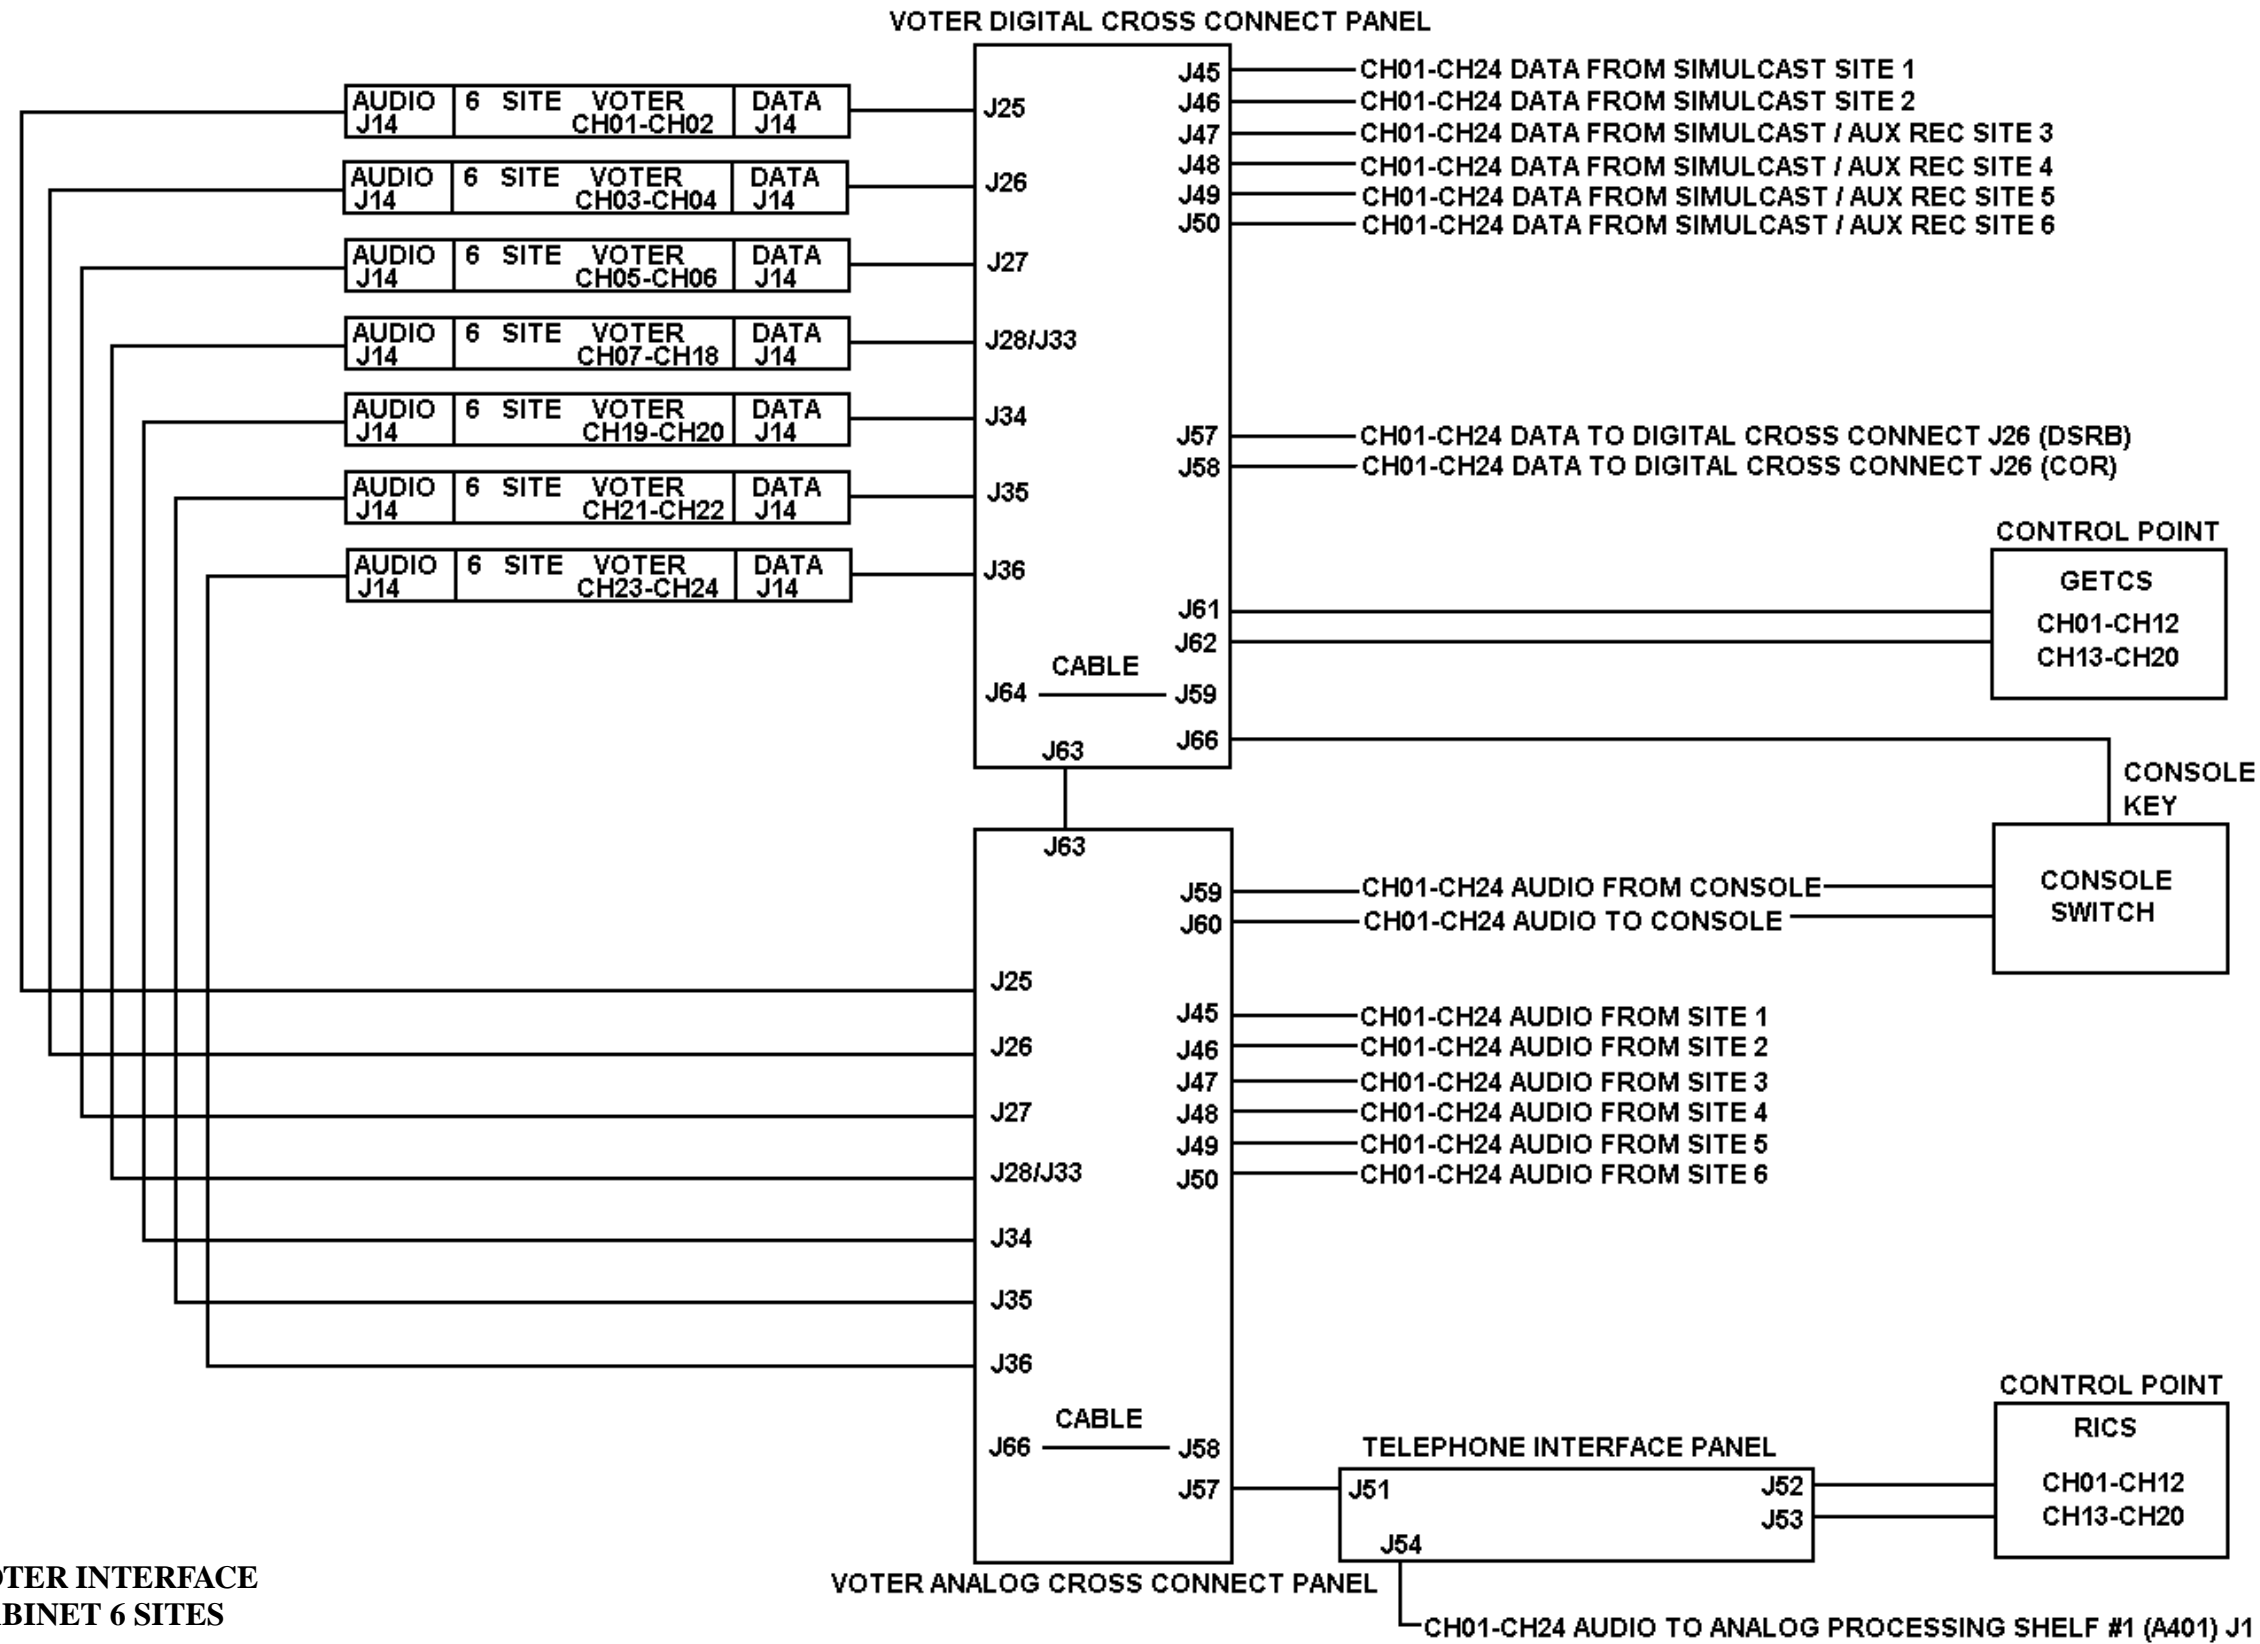 VOTER DIGITAL CROSS CONNECT PANEL
AUDIO 6 SITE VOTER DATA
J14 CH01-CH02 J14
AUDIO 6 SITE VOTER DATA
J14 CH03-CH04 J14
AUDIO 6 SITE VOTER DATA
J14 CH05-CH06 J14
AUDIO 6 SITE VOTER DATA
J14 CH07-CH18 J14
AUDIO 6 SITE VOTER DATA
J14 CH19-CH20 J14
AUDIO 6 SITE VOTER DATA
J14 CH21-CH22 J14
AUDIO 6 SITE VOTER DATA
J14 CH23-CH24 J14
J25
J26
J27
J28/J33
J34
J35
J36
J45 CH01-CH24 DATA FROM SIMULCAST SITE 1
J46 CH01-CH24 DATA FROM SIMULCAST SITE 2
J47 CH01-CH24 DATA FROM SIMULCAST / AUX REC SITE 3
J48 CH01-CH24 DATA FROM SIMULCAST / AUX REC SITE 4
J49 CH01-CH24 DATA FROM SIMULCAST / AUX REC SITE 5
J50 CH01-CH24 DATA FROM SIMULCAST / AUX REC SITE 6
J57 CH01-CH24 DATA TO DIGITAL CROSS CONNECT J26 (DSRB)
J58 CH01-CH24 DATA TO DIGITAL CROSS CONNECT J26 (COR)
CONTROL POINT
GETCS
CH01-CH12
CH13-CH20
J61
J62
CABLE
J64 J59
J66
J63
CONSOLE
KEY
CONSOLE
SWITCH
J63
J59 CH01-CH24 AUDIO FROM CONSOLE
J60 CH01-CH24 AUDIO TO CONSOLE
J25
J26
J27
J28/J33
J34
J35
J36
J45 CH01-CH24 AUDIO FROM SITE 1
J46 CH01-CH24 AUDIO FROM SITE 2
J47 CH01-CH24 AUDIO FROM SITE 3
J48 CH01-CH24 AUDIO FROM SITE 4
J49 CH01-CH24 AUDIO FROM SITE 5
J50 CH01-CH24 AUDIO FROM SITE 6
CABLE
J66 J58
J57
TELEPHONE INTERFACE PANEL
J51 J52
J53
J54
CONTROL POINT
RICS
CH01-CH12
CH13-CH20
VOTER ANALOG CROSS CONNECT PANEL
CH01-CH24 AUDIO TO ANALOG PROCESSING SHELF #1 (A401) J1
OTER INTERFACE
BINET 6 SITES